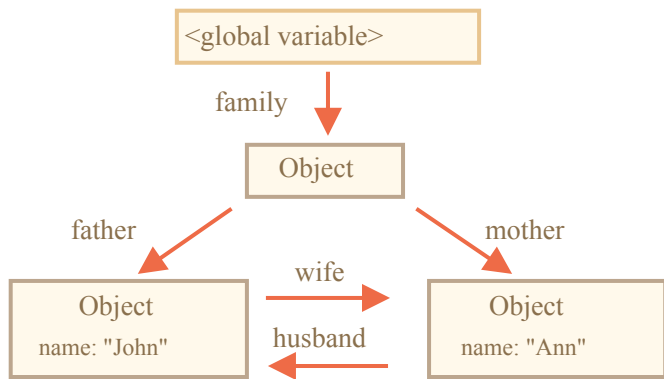 <global variable>
family
Object
father
mother
wife
Object
Object
husband
name: "John"
name: "Ann"